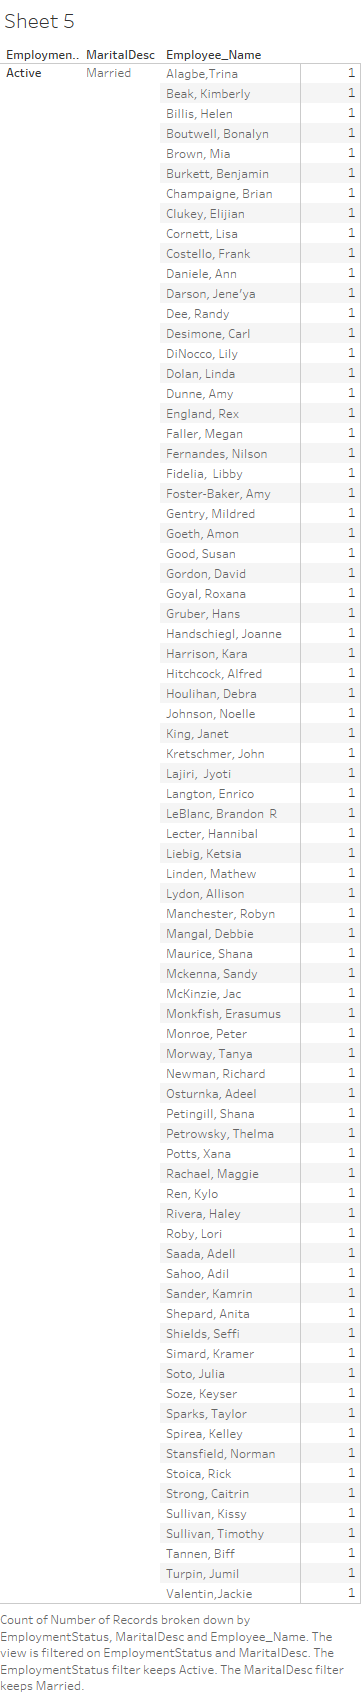 Sheet 5
Employmen.. MaritalDesc Employee_Name
Active Married Alagbe,Trina 1
Beak, Kimberly 1
Billis, Helen 1
Boutwell, Bonalyn 1
Brown, Mia 1
Burkett, Benjamin 1
Champaigne, Brian 1
Clukey, Elijian 1
Cornett, Lisa 1
Costello, Frank 1
Daniele, Ann 1
Darson, Jene'ya 1
Dee, Randy 1
Desimone, Carl 1
DiNocco, Lily 1
Dolan, Linda 1
Dunne, Amy 1
England, Rex 1
Faller, Megan 1
Fernandes, Nilson 1
Fidelia, Libby 1
Foster-Baker, Amy 1
Gentry, Mildred 1
Goeth, Amon 1
Good, Susan 1
Gordon, David 1
Goyal, Roxana 1
Gruber, Hans 1
Handschiegl, Joanne 1
Harrison, Kara 1
Hitchcock, Alfred 1
Houlihan, Debra 1
Johnson, Noelle 1
King, Janet 1
Kretschmer, John 1
Lajiri, Jyoti 1
Langton, Enrico 1
LeBlanc, Brandon R 1
Lecter, Hannibal 1
Liebig, Ketsia 1
Linden, Mathew 1
Lydon, Allison 1
Manchester, Robyn 1
Mangal, Debbie 1
Maurice, Shana 1
Mckenna, Sandy 1
McKinzie, Jac 1
Monkfish, Erasumus 1
Monroe, Peter 1
Morway, Tanya 1
Newman, Richard 1
Osturnka, Adeel 1
Petingill, Shana 1
Petrowsky, Thelma 1
Potts, Xana 1
Rachael, Maggie 1
Ren, Kylo 1
Rivera, Haley 1
Roby, Lori 1
Saada, Adell 1
Sahoo, Adil 1
Sander, Kamrin 1
Shepard, Anita 1
Shields, Seffi 1
Simard, Kramer 1
Soto, Julia 1
Soze, Keyser 1
Sparks, Taylor 1
Spirea, Kelley 1
Stansfield, Norman 1
Stoica, Rick 1
Strong, Caitrin 1
Sullivan, Kissy 1
Sullivan, Timothy 1
Tannen, Biff 1
Turpin, Jumil 1
Valentin,Jackie 1
Count of Number of Records broken down by
EmploymentStatus, MaritalDesc and Employee_Name. The
view is filtered on EmploymentStatus and MaritalDesc. The
EmploymentStatus filter keeps Active. The MaritalDesc filter
keeps Married.